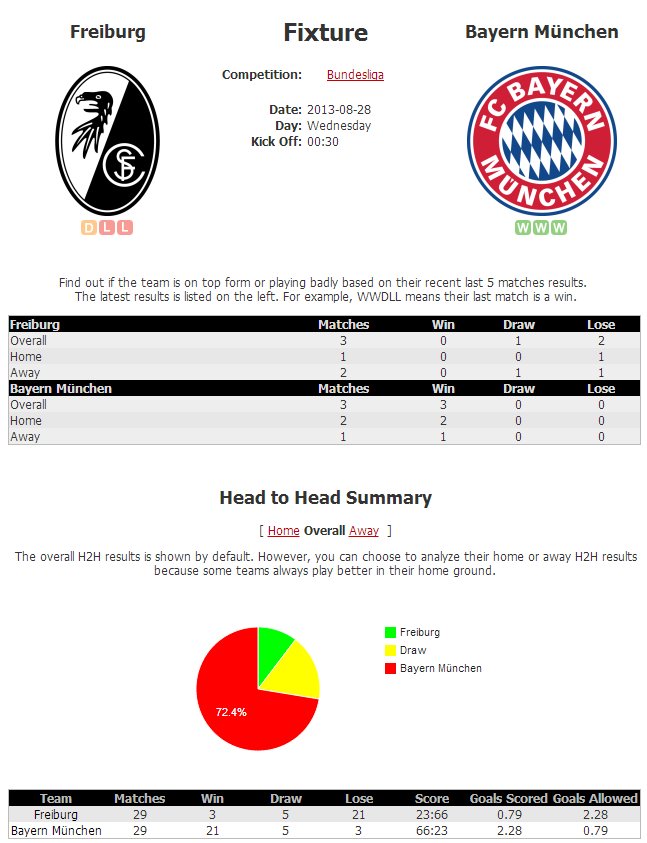 Freiburg
Fixture
Bayern München
Competition: Bundesliga
Date: 2013-08-28
Day: Wednesday
Kick Off: 00:30
SC F
FC BAYERN
MÜNCHEN
D L L
W W W
Find out if the team is on top form or playing badly based on their recent last 5 matches results.
The latest results is listed on the left. For example, WWDLL means their last match is a win.
Freiburg Matches Win Draw Lose
Overall 3 0 1 2
Home 1 0 0 1
Away 2 0 1 1
Bayern München Matches Win Draw Lose
Overall 3 3 0 0
Home 2 2 0 0
Away 1 1 0 0
Head to Head Summary
[ Home Overall Away ]
The overall H2H results is shown by default. However, you can choose to analyze their home or away H2H results
because some teams always play better in their home ground.
Freiburg
Draw
Bayern München
72.4%
Team Matches Win Draw Lose Score Goals Scored Goals Allowed
Freiburg 29 3 5 21 23:66 0.79 2.28
Bayern München 29 21 5 3 66:23 2.28 0.79